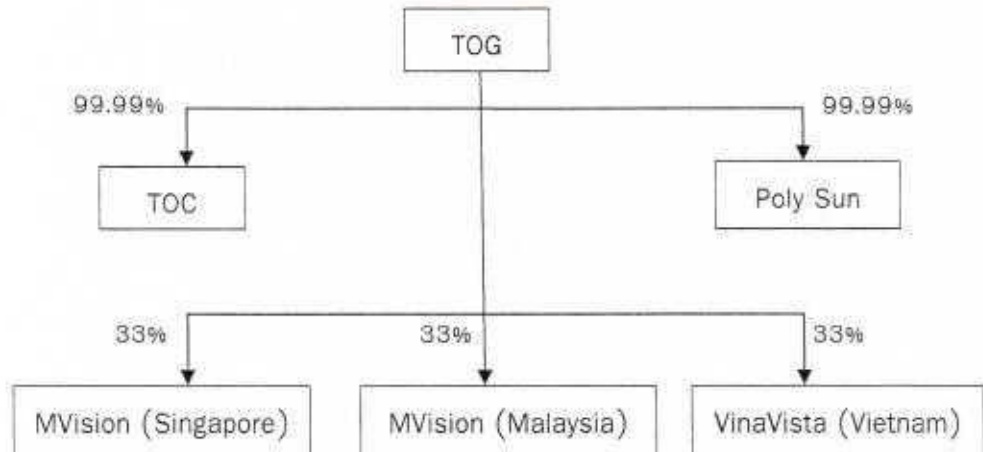 TOG
99.99% 99.99%
TOC Poly Sun
33% 33% 33%
MVision (Singapore) MVision (Malaysia) VinaVista (Vietnam)